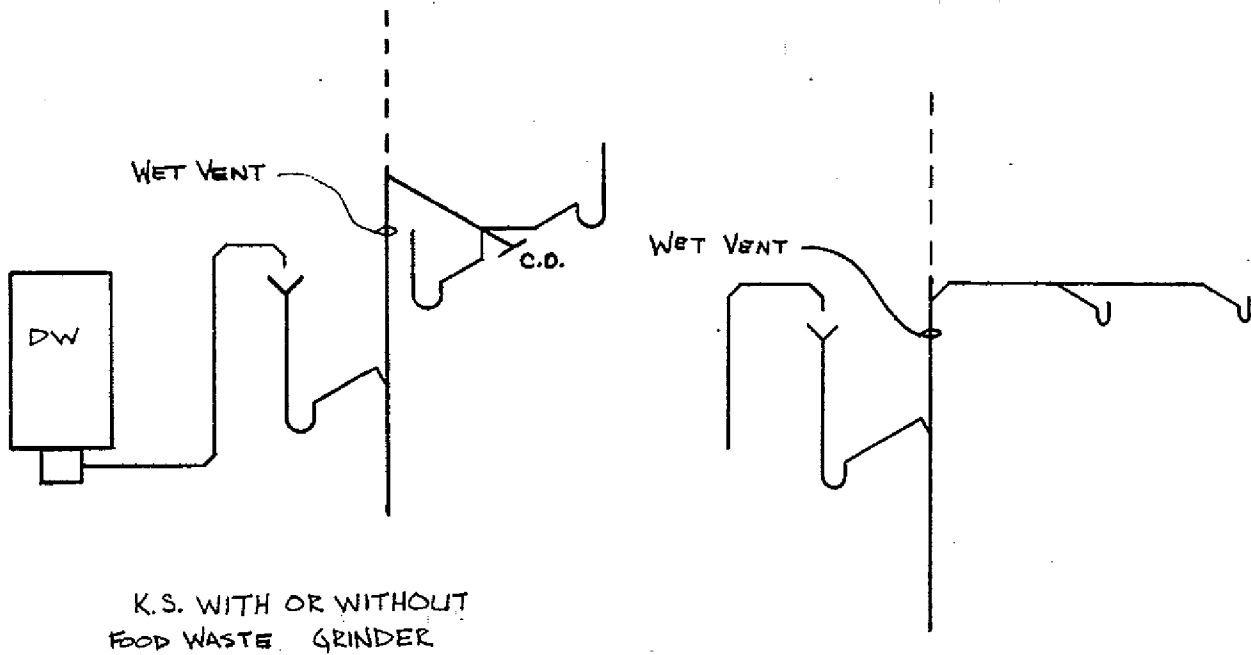 WET VENT
C.O.
DW
WET VENT
K.S. WITH OR WITHOUT
FOOD WASTE GRINDER